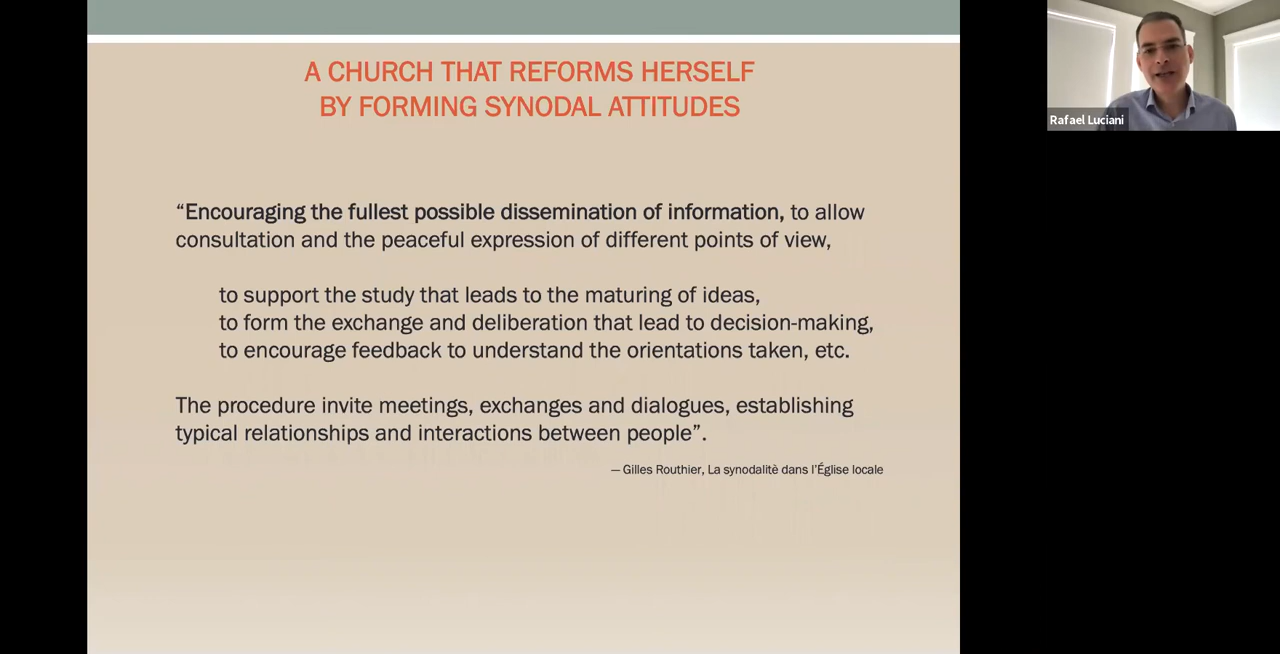 A CHURCH THAT REFORMS HERSELF
BY FORMING SYNODAL ATTITUDES
“Encouraging the fullest possible dissemination of information, to allow
consultation and the peaceful expression of different points of view,
to support the study that leads to the maturing of ideas,
to form the exchange and deliberation that lead to decision-making,
to encourage feedback to understand the orientations taken, etc.
The procedure invite meetings, exchanges and dialogues, establishing
typical relationships and interactions between people”.
— Gilles Routhier, La synodalitè dans l’Église locale
Rafael Luciani